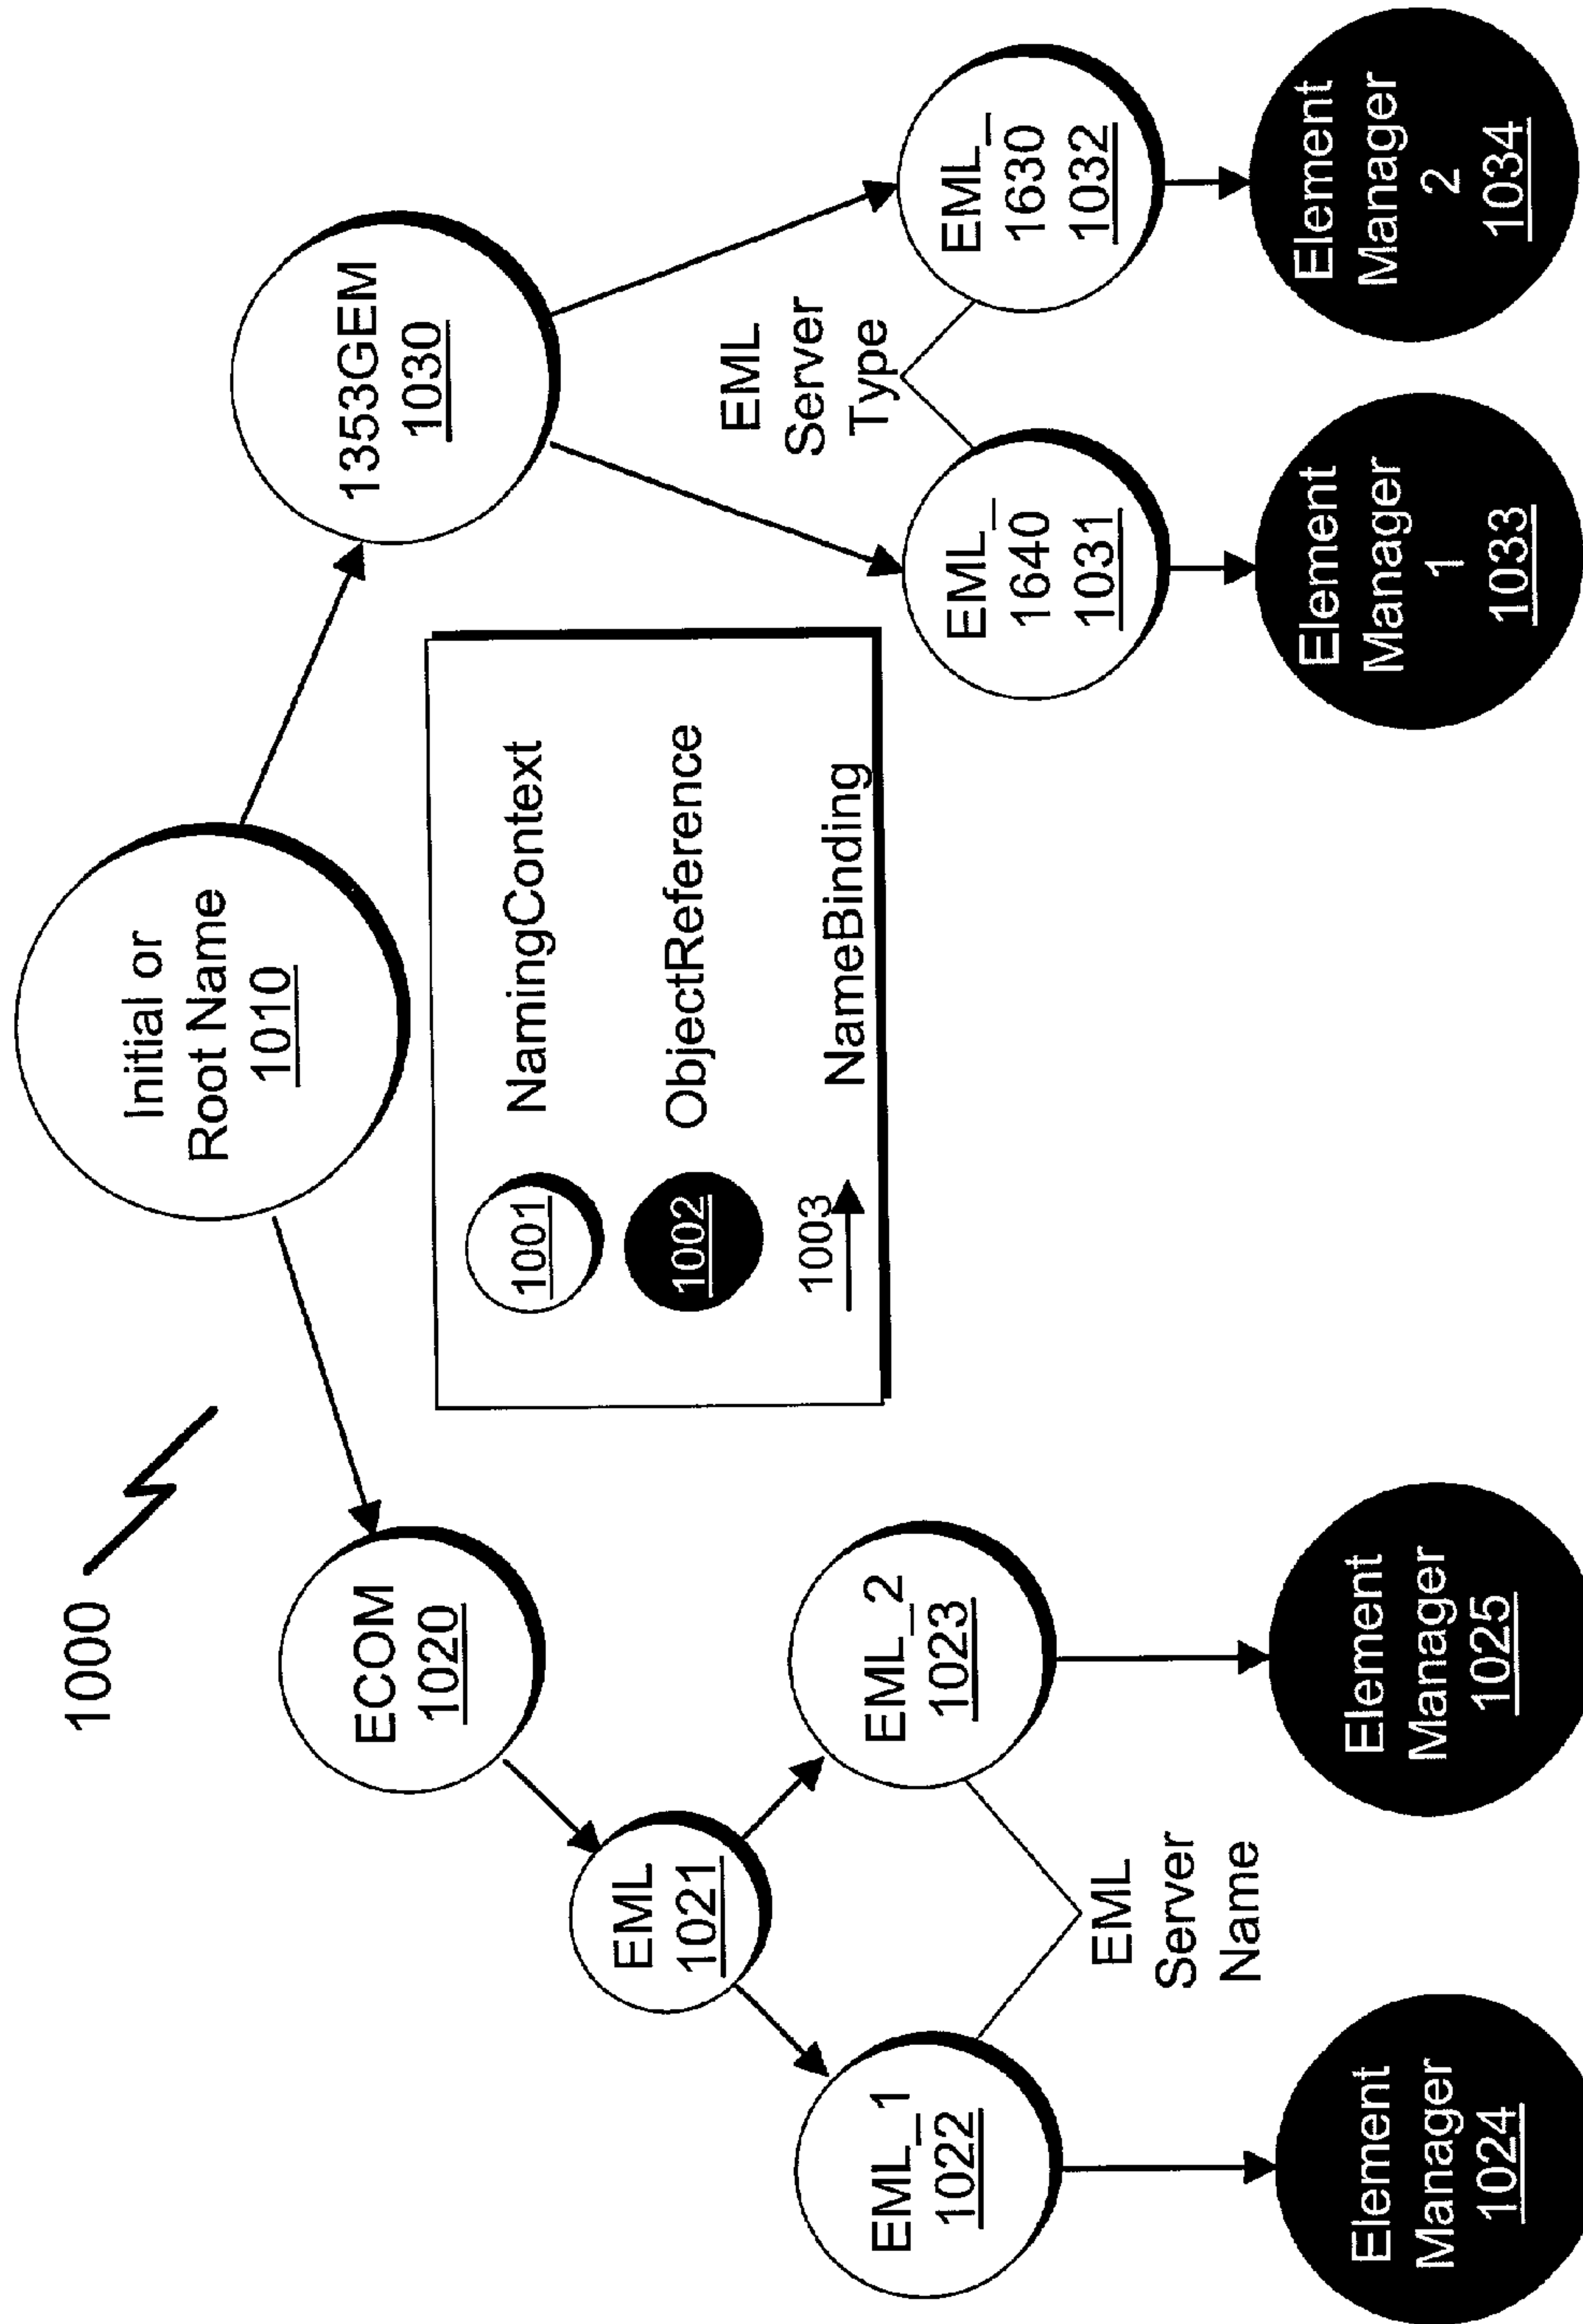 1000
Initial or
Root Name
1010
ECOM
1020
1353GEM
1030
1001
NamingContext
1002
ObjectReference
1003
NameBinding
EML
1021
EML_1
1022
EML_2
1023
EML
Server
Name
EML
Server
Type
EML_
1640
1031
EML_
1630
1032
Element
Manager
1024
Element
Manager
1025
Element
Manager
1
1033
Element
Manager
2
1034